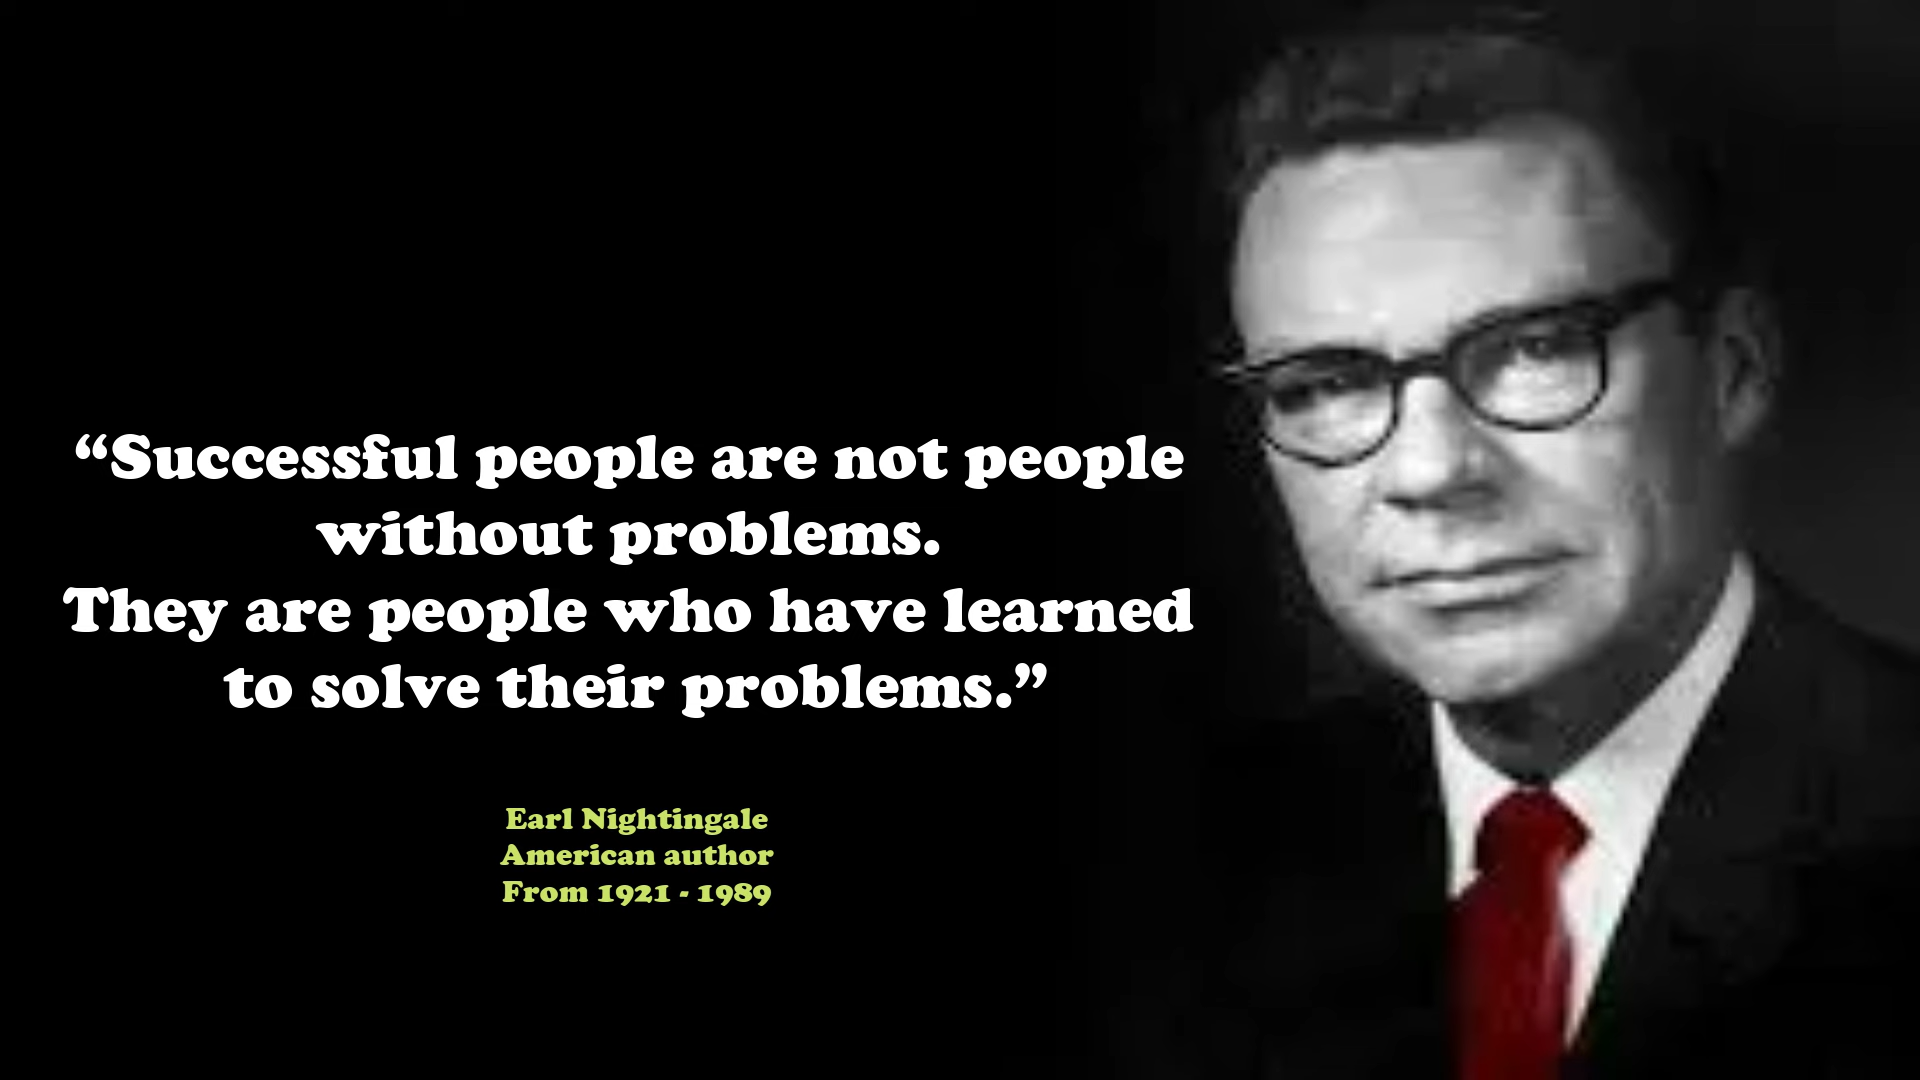 “Successful people are not people
without problems.
They are people who have learned
to solve their problems.”
Earl Nightingale
American author
From 1921 - 1989